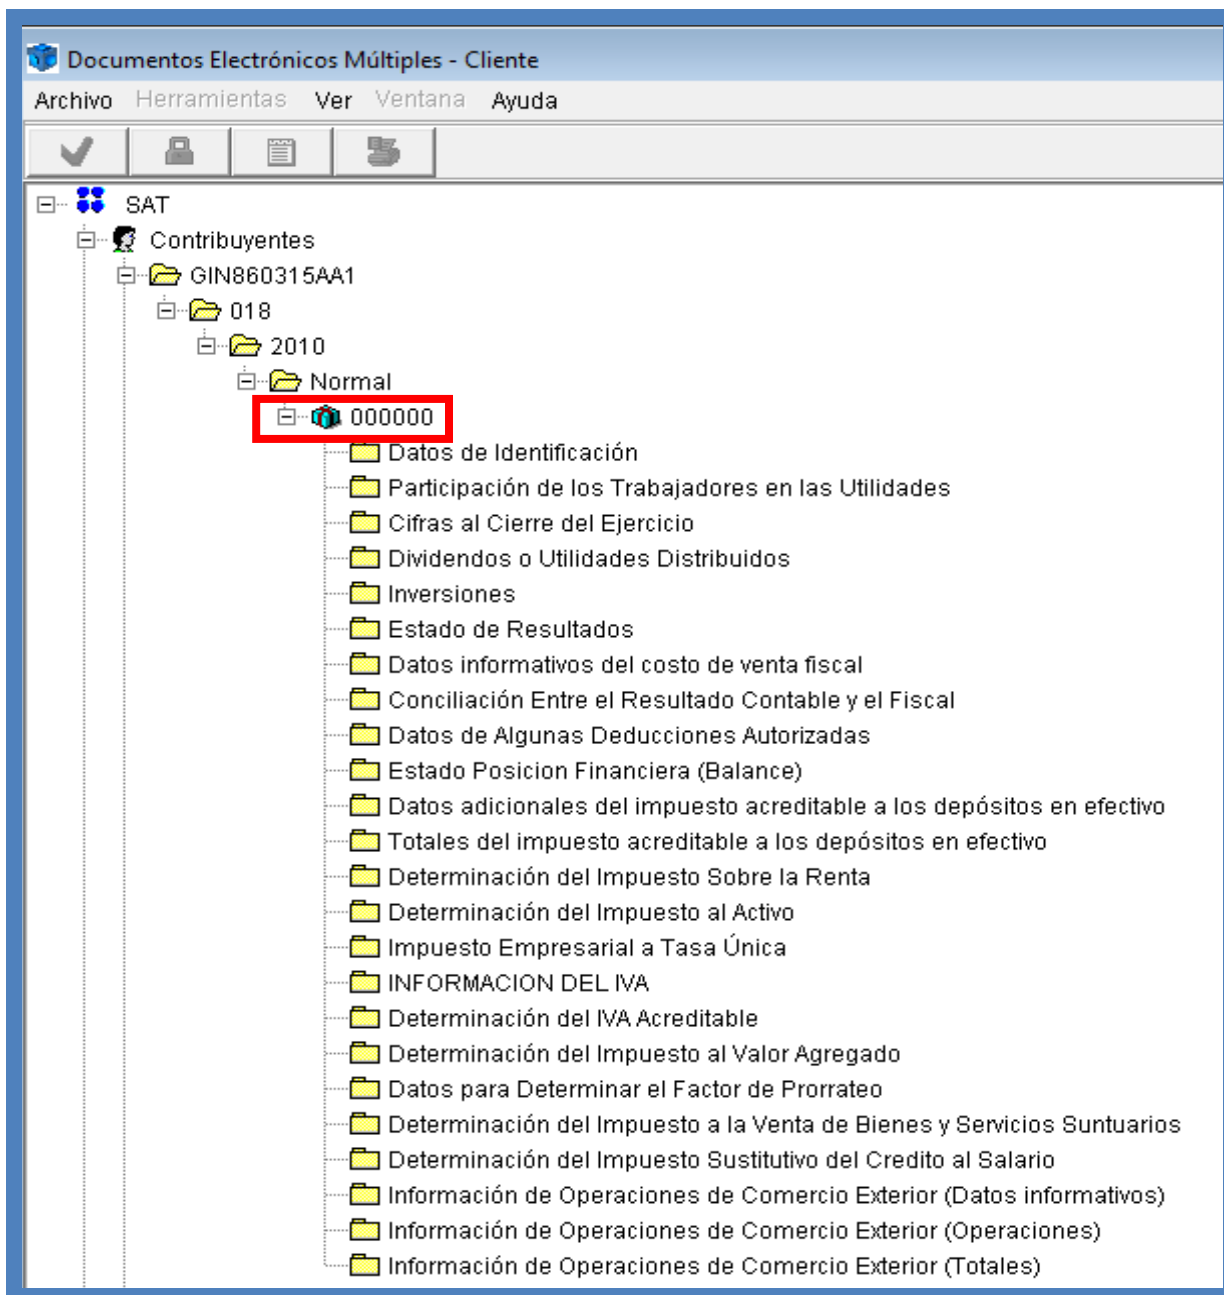 Documentos Electrónicos Múltiples - Cliente
Archivo Herramientas Ver Ventana Ayuda
SAT
Contribuyentes
GIN860315AA1
018
2010
Normal
000000
Datos de Identificación
Participación de los Trabajadores en las Utilidades
Cifras al Cierre del Ejercicio
Dividendos o Utilidades Distribuidos
Inversiones
Estado de Resultados
Datos informativos del costo de venta fiscal
Conciliación Entre el Resultado Contable y el Fiscal
Datos de Algunas Deducciones Autorizadas
Estado Posicion Financiera (Balance)
Datos adicionales del impuesto acreditable a los depósitos en efectivo
Totales del impuesto acreditable a los depósitos en efectivo
Determinación del Impuesto Sobre la Renta
Determinación del Impuesto al Activo
Impuesto Empresarial a Tasa Única
INFORMACION DEL IVA
Determinación del IVA Acreditable
Determinación del Impuesto al Valor Agregado
Datos para Determinar el Factor de Prorrateo
Determinación del Impuesto a la Venta de Bienes y Servicios Suntuarios
Determinación del Impuesto Sustitutivo del Credito al Salario
Información de Operaciones de Comercio Exterior (Datos informativos)
Información de Operaciones de Comercio Exterior (Operaciones)
Información de Operaciones de Comercio Exterior (Totales)